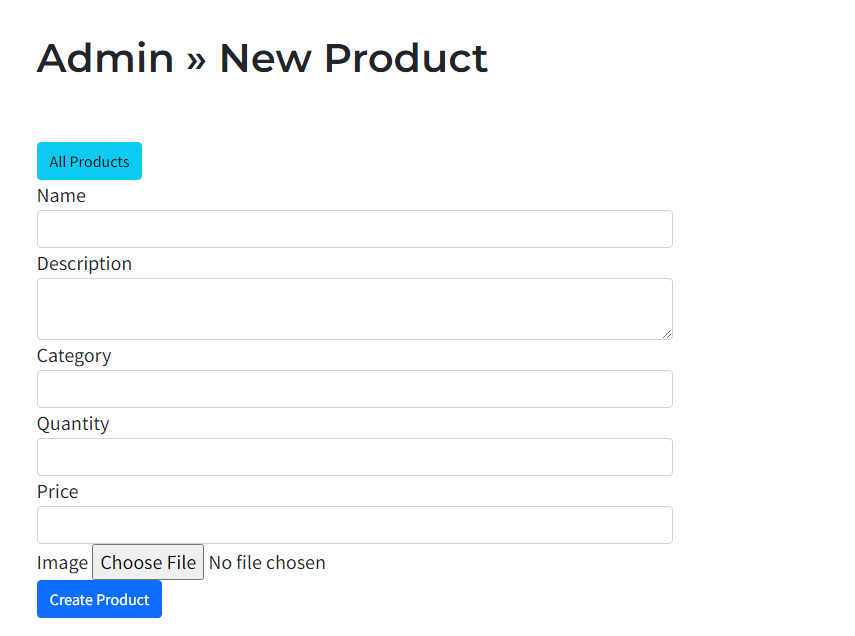 Admin » New Product
All Products
Name
Description
Category
Quantity
Price
Image Choose File No file chosen
Create Product